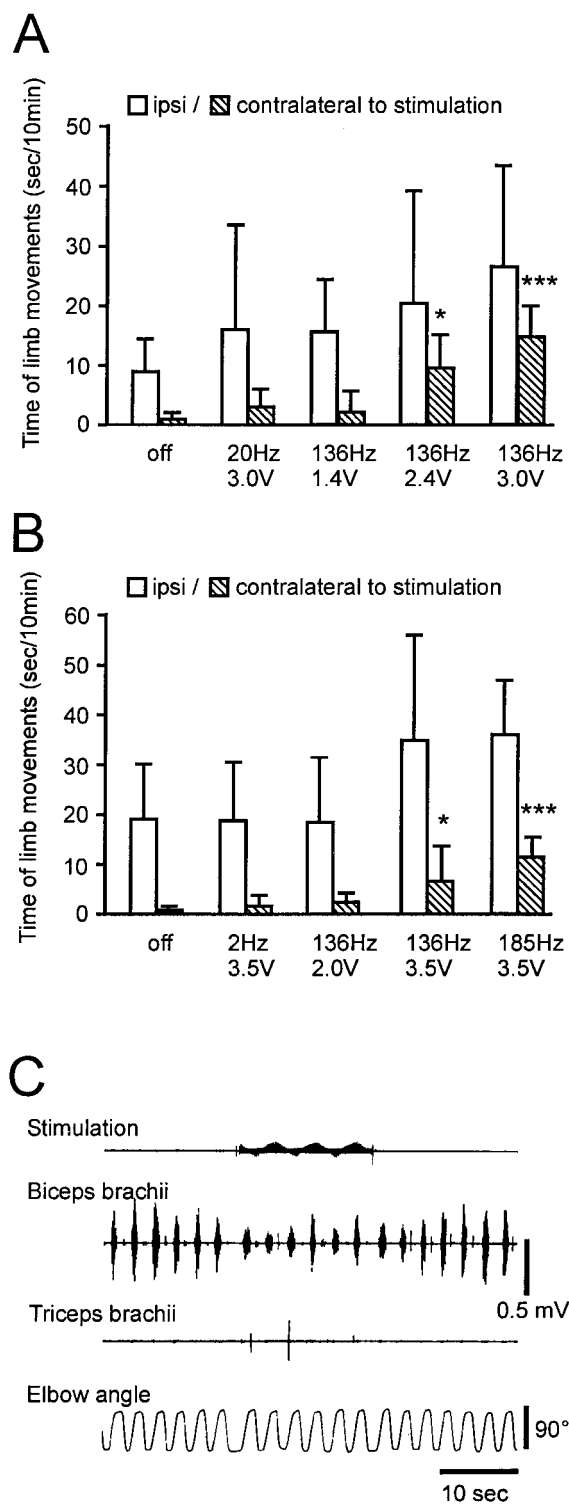 A
Time of limb movements (sec/10min)
ipsi / contralateral to stimulation
50
40
30
20
10
0
*
***
off 20Hz 136Hz 136Hz 136Hz
3.0V 1.4V 2.4V 3.0V
B
Time of limb movements (sec/10min)
ipsi / contralateral to stimulation
60
50
40
30
20
10
0
*
***
off 2Hz 136Hz 136Hz 185Hz
3.5V 2.0V 3.5V 3.5V
C
Stimulation
Biceps brachii
0.5 mV
Triceps brachii
Elbow angle
90°
10 sec